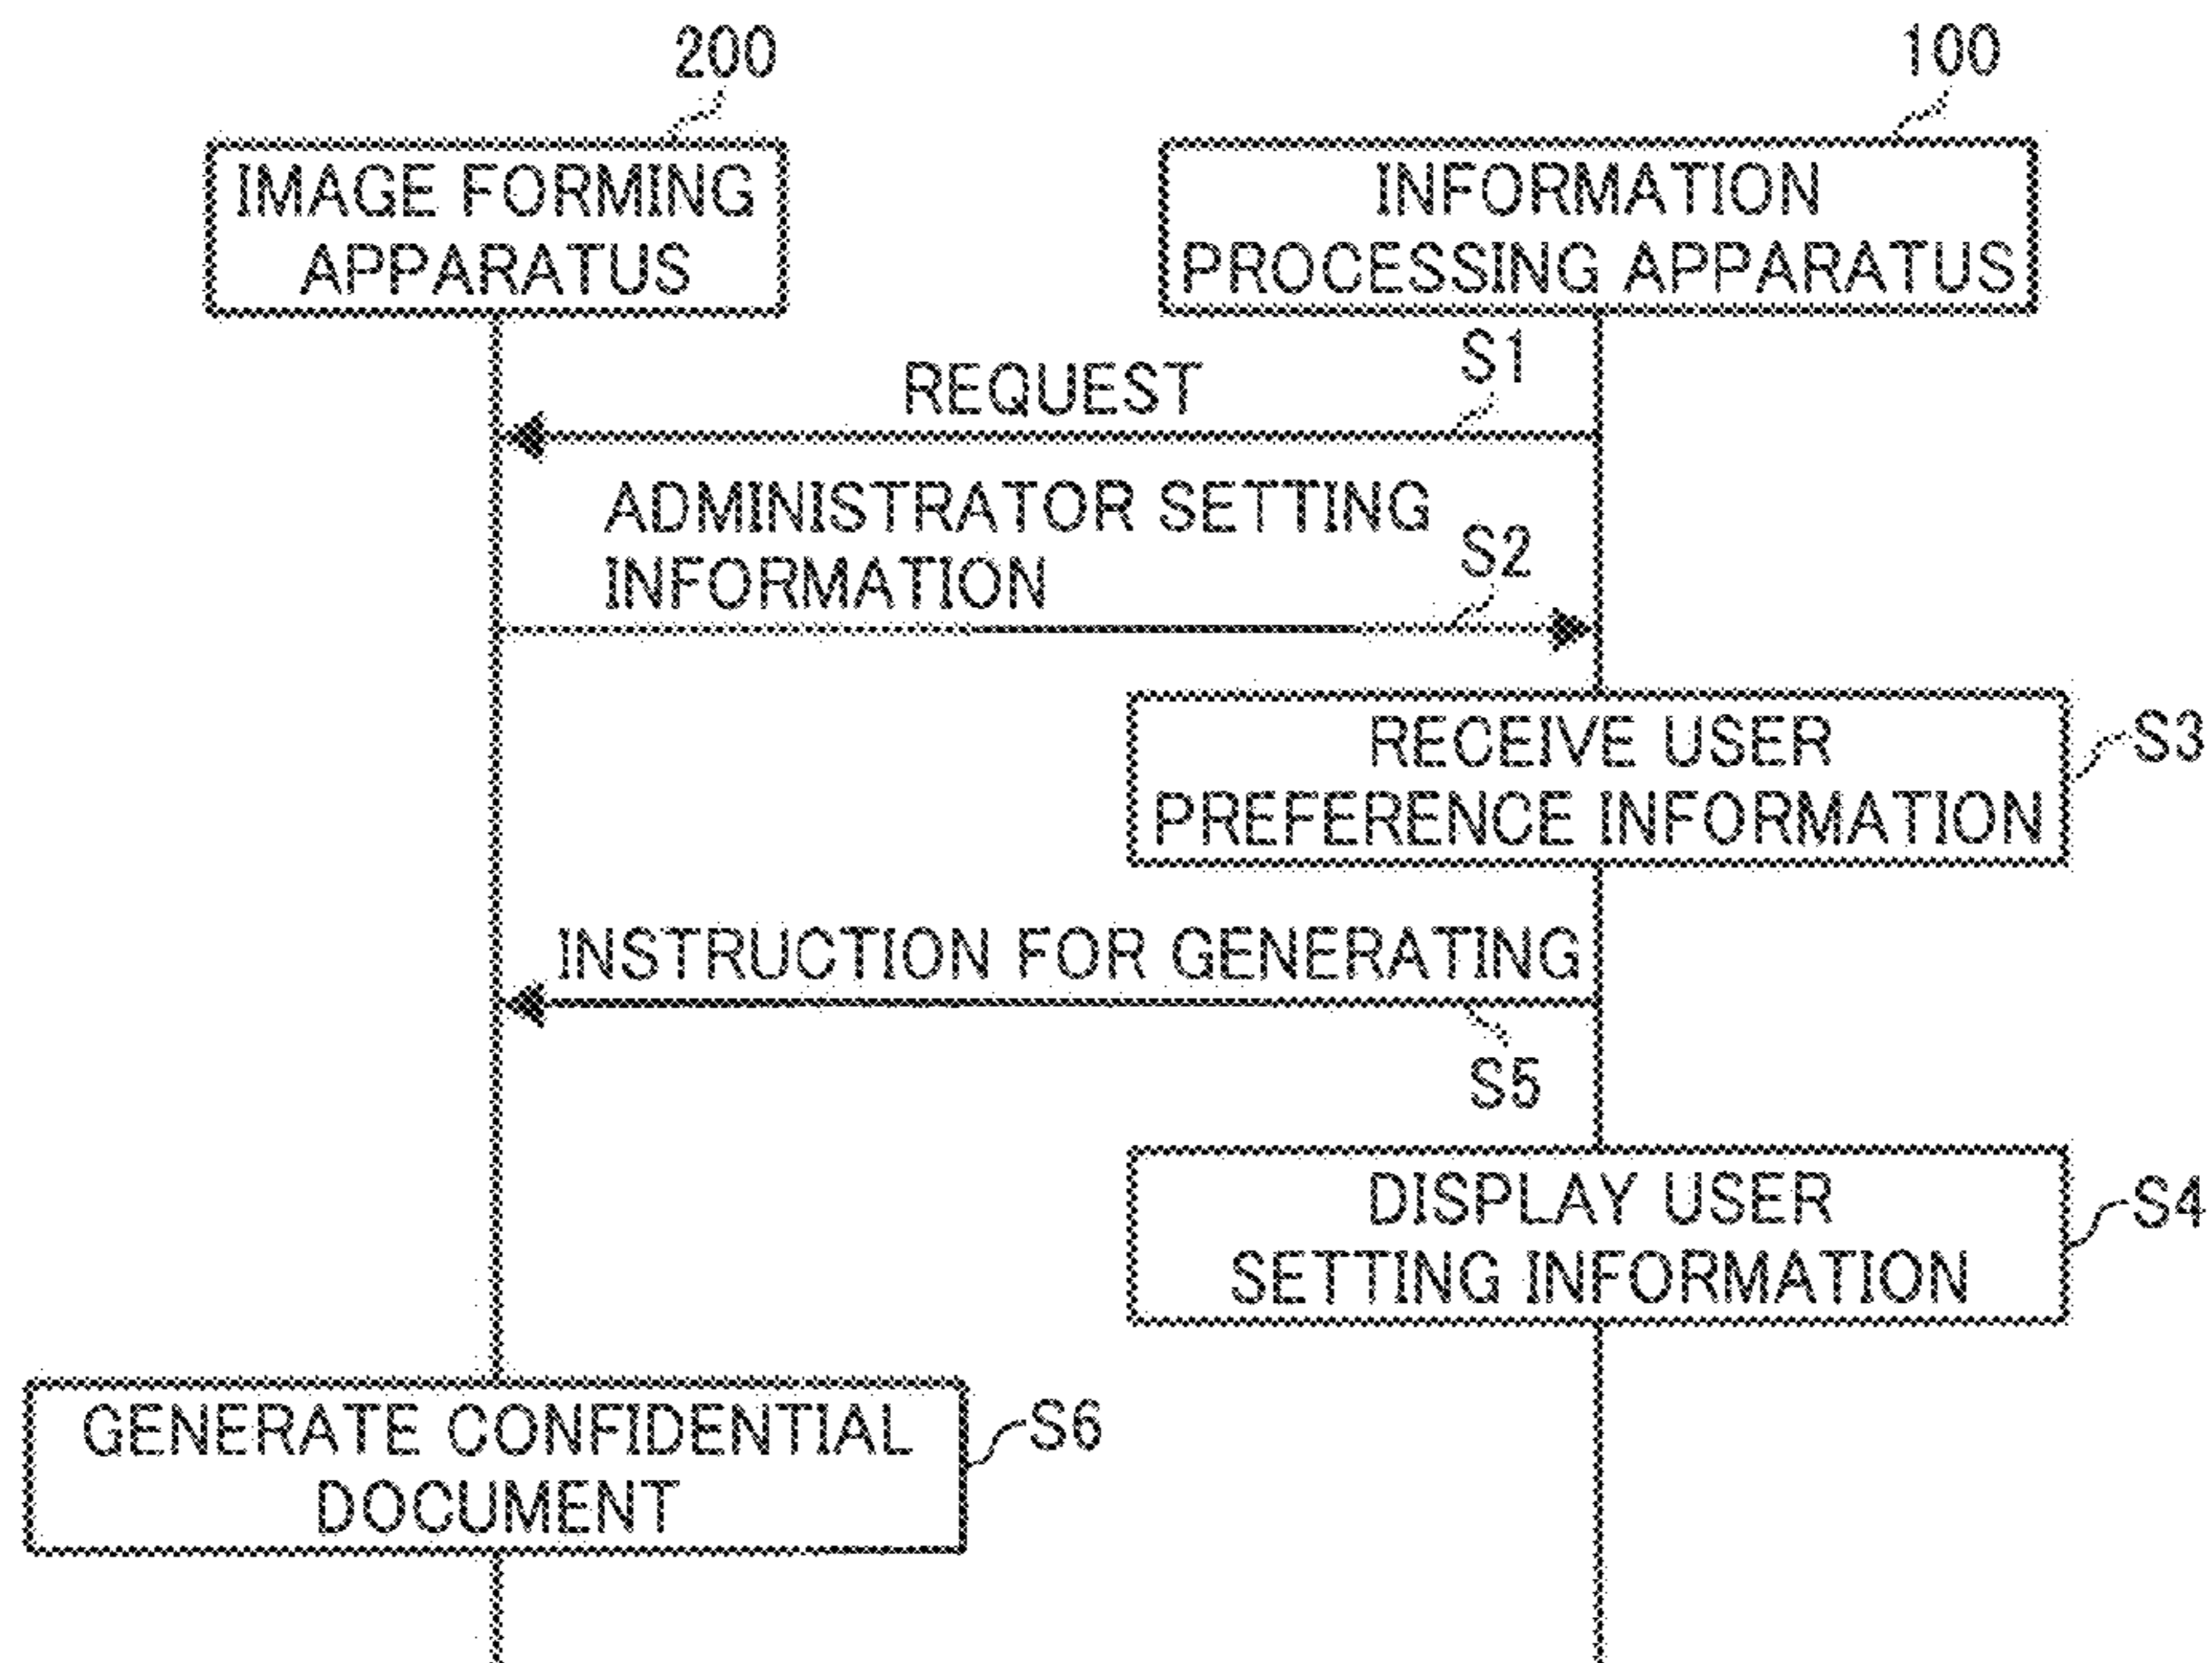 200
100
IMAGE FORMING
APPARATUS
INFORMATION
PROCESSING APPARATUS
REQUEST
S1
ADMINISTRATOR SETTING
INFORMATION
S2
RECEIVE USER
PREFERENCE INFORMATION
S3
INSTRUCTION FOR GENERATING
S5
DISPLAY USER
SETTING INFORMATION
S4
GENERATE CONFIDENTIAL
DOCUMENT
S6